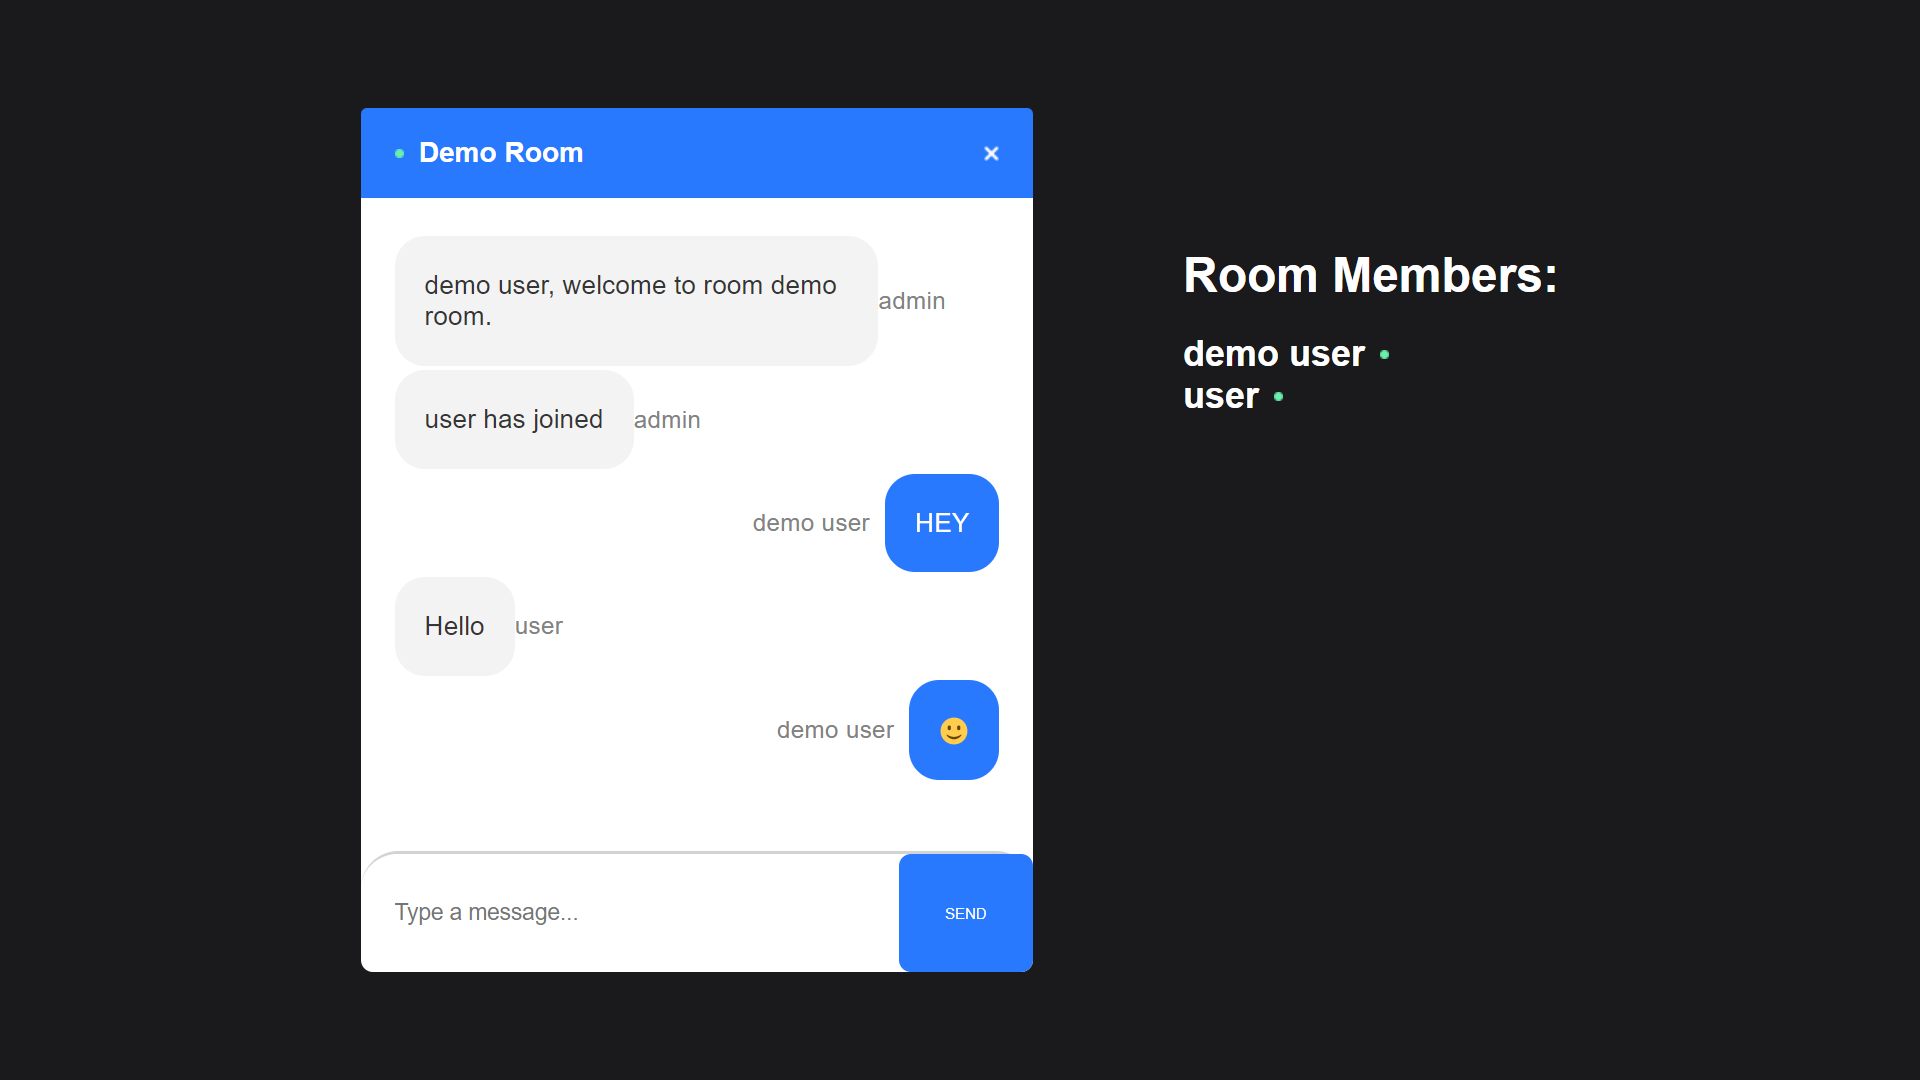 Demo Room
demo user, welcome to room demo
room.
admin
user has joined
admin
demo user
HEY
Hello
user
demo user
🙂
Type a message...
SEND
Room Members:
demo user
user